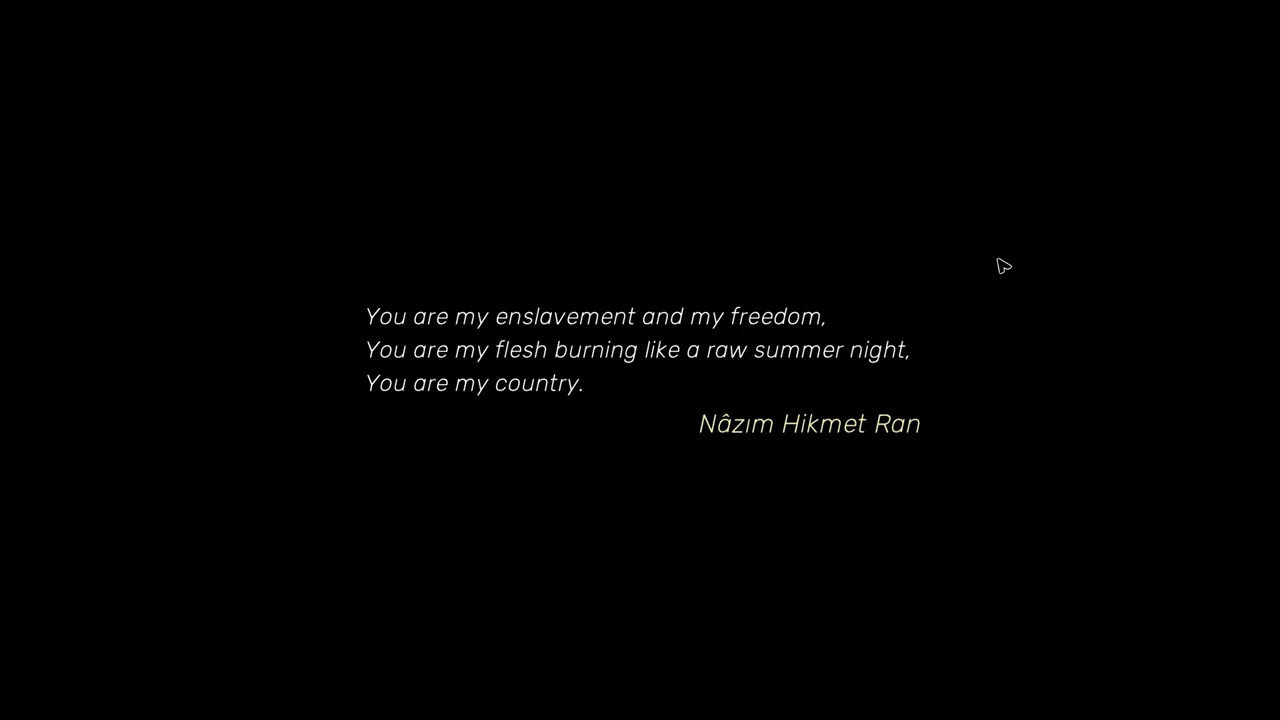 You are my enslavement and my freedom,
You are my flesh burning like a raw summer night,
You are my country.
Nâzım Hikmet Ran